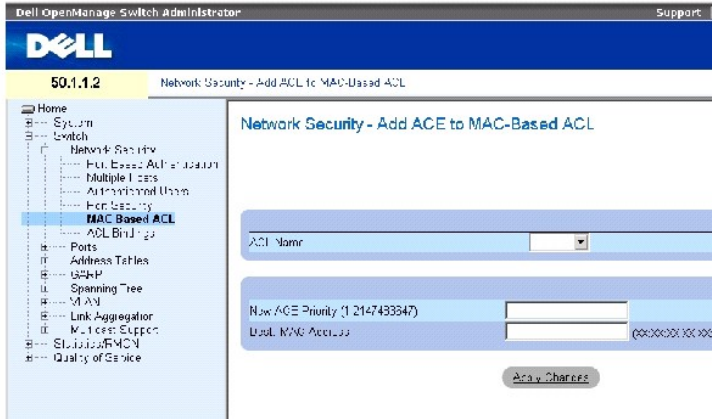 Dell OpenManage Switch Administrator
Support
DELL
50.1.1.2
Network Security - Add ACE to MAC-Based ACL
Home
System
Switch
Network Security
Port Based Authentication
Multiple Hosts
Authenticated Users
Port Security
MAC Based ACL
ACL Bindings
Ports
Address Tables
GARP
Spanning Tree
VLAN
Link Aggregation
Multicast Support
Statistics/RMON
Quality of Service
Network Security - Add ACE to MAC-Based ACL
ACL Name
New ACE Priority (1-2147483647)
Dest. MAC Address
Apply Changes